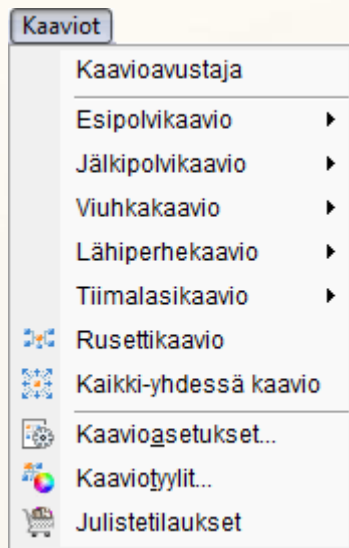 Kaaviot
Kaavioavustaja
Esipolvikaavio
Jälkipolvikaavio
Viuhkakaavio
Lähiperhekaavio
Tiimalasikaavio
Rusettikaavio
Kaikki-yhdessä kaavio
Kaavioasetukset...
Kaaviotyylit...
Julistetilaukset